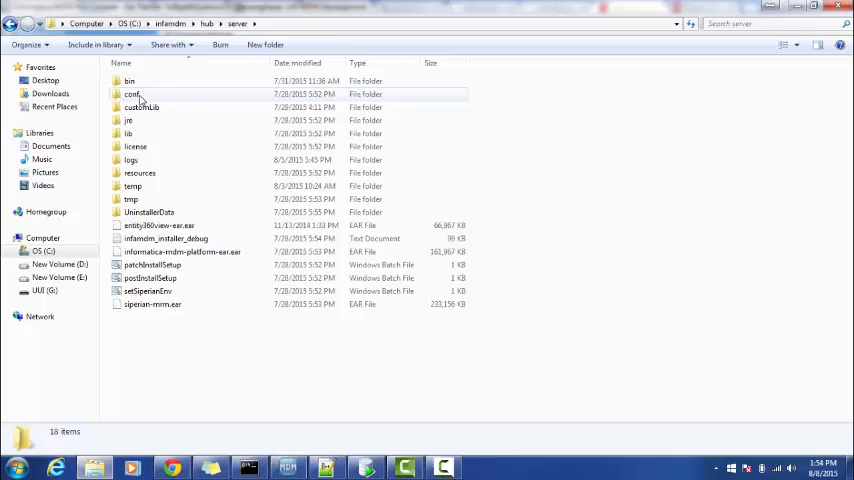 Computer ▸ OS (C:) ▸ infamdm ▸ hub ▸ server ▸
Search server
Organize ▾ Include in library ▾ Share with ▾ Burn New folder
Favorites
Desktop
Downloads
Recent Places
Libraries
Documents
Music
Pictures
Videos
Homegroup
Computer
OS (C:)
New Volume (D:)
New Volume (E:)
UUI (G:)
Network
Name Date modified Type Size
bin 7/31/2015 11:36 AM File folder
conf 7/28/2015 5:52 PM File folder
customLib 7/29/2015 4:11 PM File folder
jre 7/28/2015 5:52 PM File folder
lib 7/28/2015 5:52 PM File folder
license 7/28/2015 5:52 PM File folder
logs 8/5/2015 5:45 PM File folder
resources 7/28/2015 5:52 PM File folder
temp 8/3/2015 10:24 AM File folder
tmp 7/28/2015 5:53 PM File folder
UninstallerData 7/28/2015 5:55 PM File folder
entity360view-ear.ear 11/13/2014 1:33 PM EAR File 66,967 KB
infamdm_installer_debug 7/28/2015 5:54 PM Text Document 99 KB
informatica-mdm-platform-ear.ear 7/28/2015 5:53 PM EAR File 161,967 KB
patchInstallSetup 7/28/2015 5:52 PM Windows Batch File 1 KB
postInstallSetup 7/28/2015 5:52 PM Windows Batch File 1 KB
setSiperianEnv 7/28/2015 5:52 PM Windows Batch File 1 KB
siperian-mrm.ear 7/28/2015 5:53 PM EAR File 233,156 KB
18 items
MDM
1:54 PM
8/8/2015